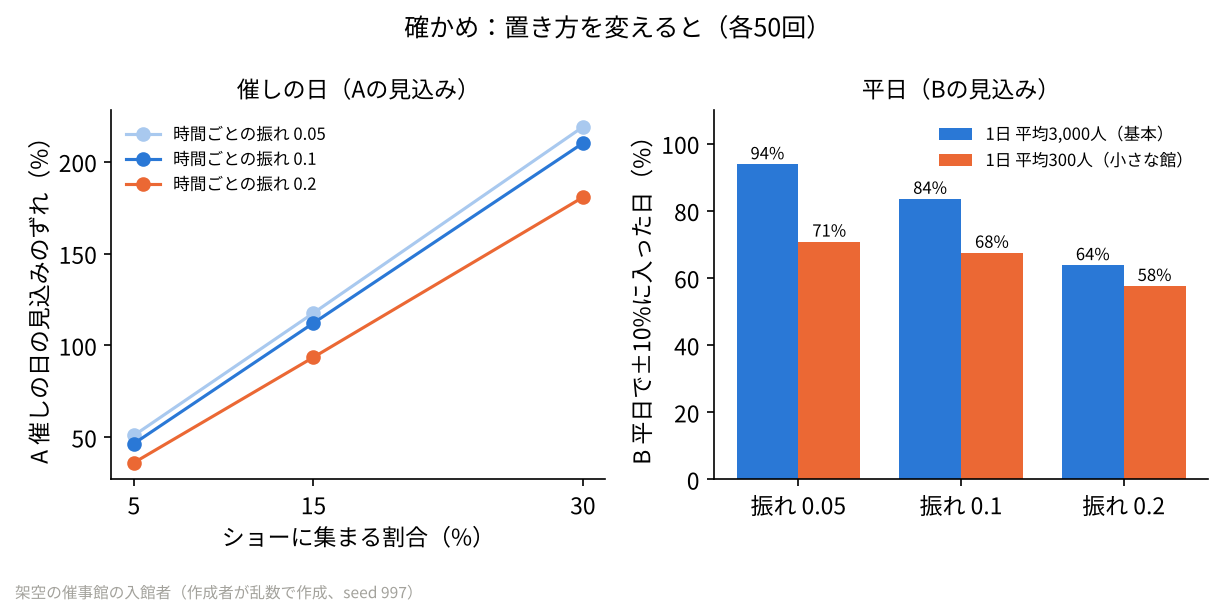 確かめ：置き方を変えると（各50回）
催しの日（Aの見込み）
時間ごとの振れ 0.05
時間ごとの振れ 0.1
時間ごとの振れ 0.2
A 催しの日の見込みのずれ（%）
200
150
100
50
5
15
30
ショーに集まる割合（%）
平日（Bの見込み）
1日 平均3,000人（基本）
1日 平均300人（小さな館）
B 平日で±10%に入った日（%）
100
80
60
40
20
0
94%
71%
84%
68%
64%
58%
振れ 0.05
振れ 0.1
振れ 0.2
架空の催事館の入館者（作成者が乱数で作成、seed 997）